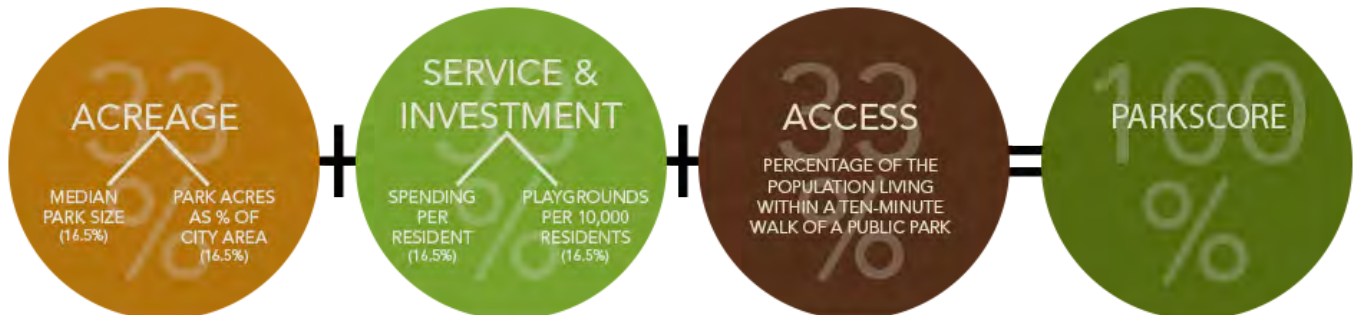 33
%
ACREAGE
MEDIAN
PARK SIZE
(16.5%)
PARK ACRES
AS % OF
CITY AREA
(16.5%)
+
33
%
SERVICE &
INVESTMENT
SPENDING
PER
RESIDENT
(16.5%)
PLAYGROUNDS
PER 10,000
RESIDENTS
(16.5%)
+
33
%
ACCESS
PERCENTAGE OF THE
POPULATION LIVING
WITHIN A TEN-MINUTE
WALK OF A PUBLIC PARK
=
100
%
PARKSCORE